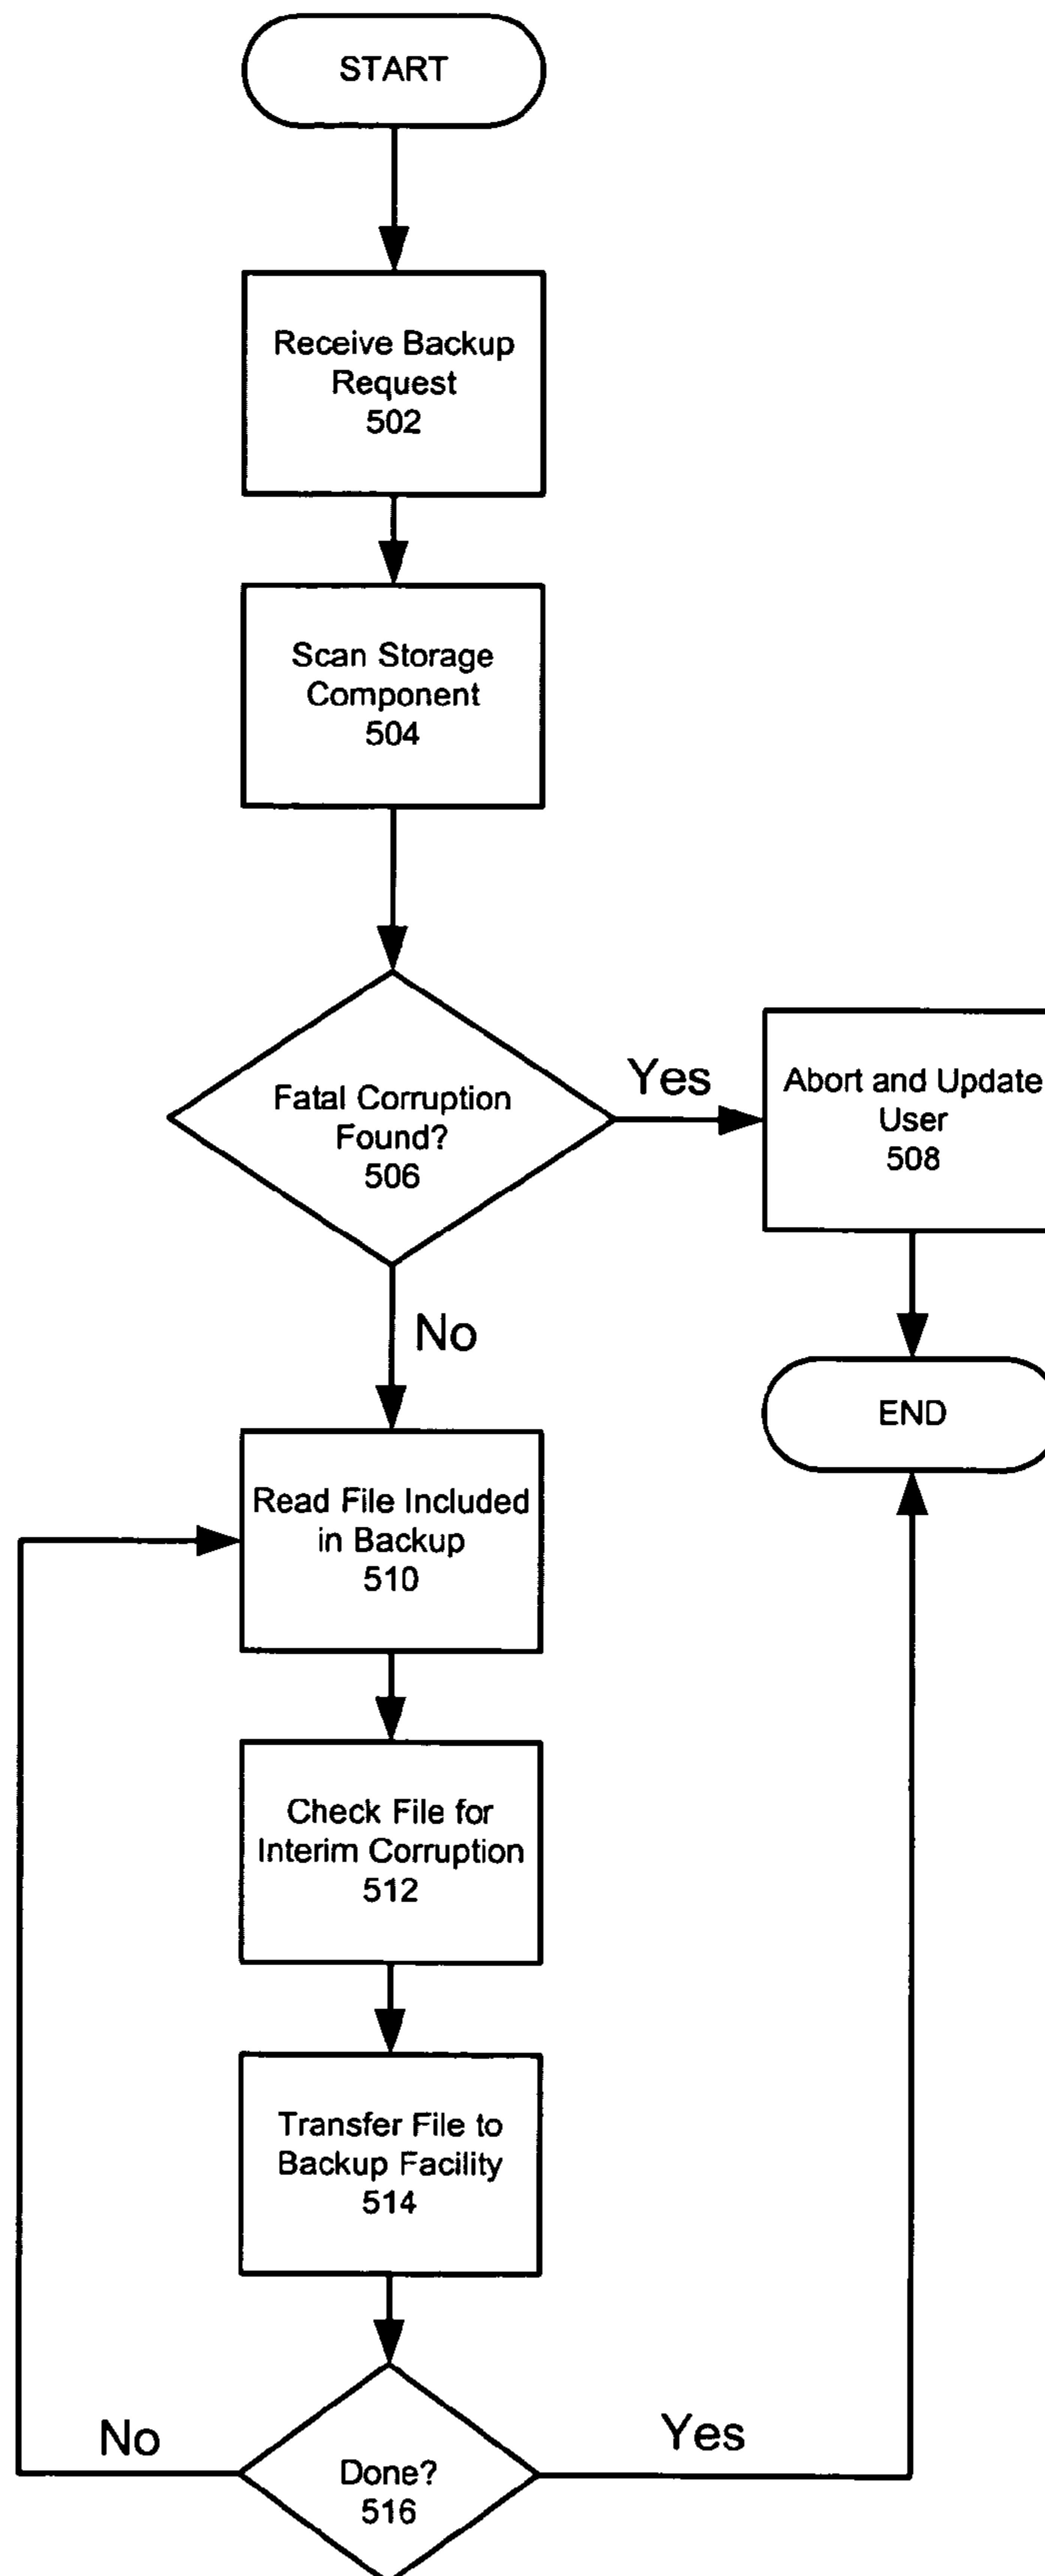 START
Receive Backup
Request
502
Scan Storage
Component
504
Fatal Corruption
Found?
506
Yes
Abort and Update
User
508
No
END
Read File Included
in Backup
510
Check File for
Interim Corruption
512
Transfer File to
Backup Facility
514
No
Done?
516
Yes